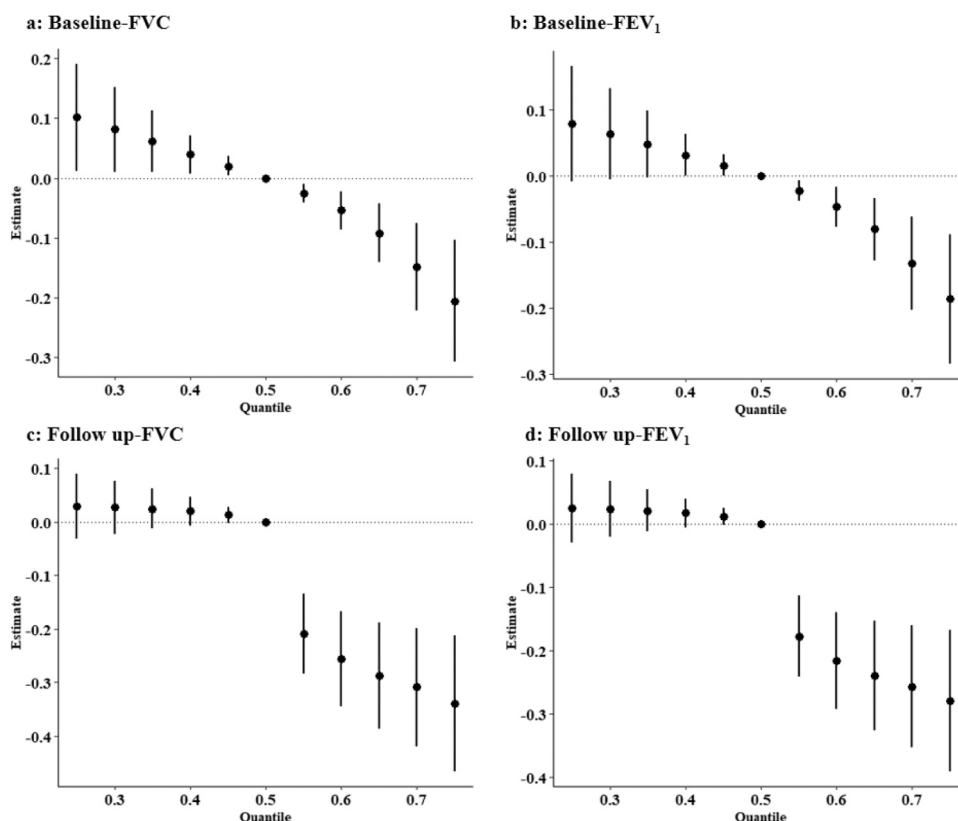 a: Baseline-FVC
0.2
0.1
0.0
-0.1
-0.2
-0.3
Estimate
0.3 0.4 0.5 0.6 0.7
Quantile
b: Baseline-FEV₁
0.1
0.0
-0.1
-0.2
-0.3
Estimate
0.3 0.4 0.5 0.6 0.7
Quantile
c: Follow up-FVC
0.1
0.0
-0.1
-0.2
-0.3
-0.4
Estimate
0.3 0.4 0.5 0.6 0.7
Quantile
d: Follow up-FEV₁
0.1
0.0
-0.1
-0.2
-0.3
-0.4
Estimate
0.3 0.4 0.5 0.6 0.7
Quantile